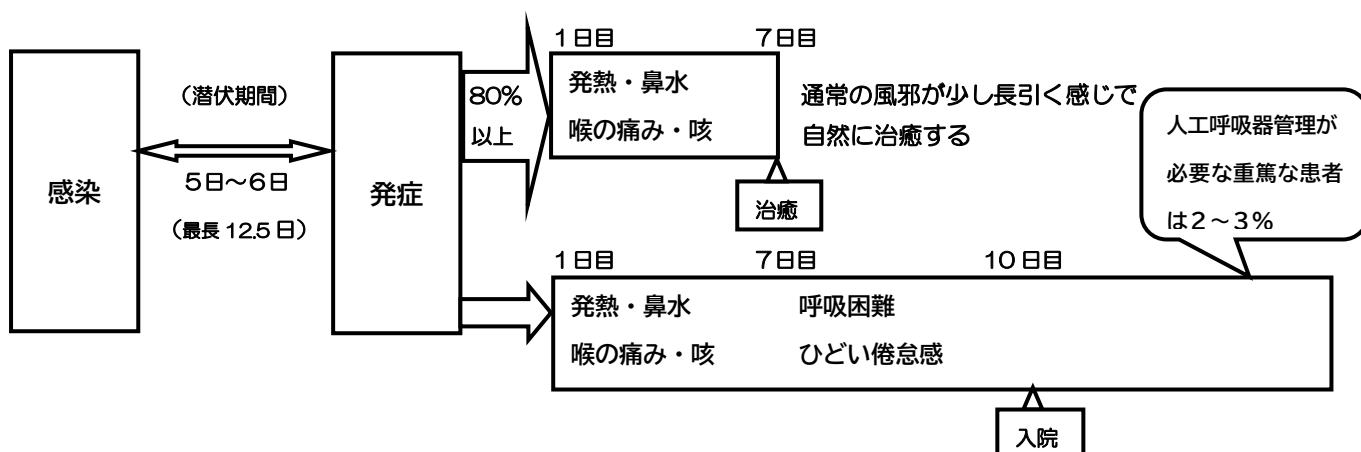 感染
（潜伏期間）
5日～6日
（最長 12.5 日）
発症
80%
以上
1日目
7日目
発熱・鼻水
喉の痛み・咳
通常の風邪が少し長引く感じで
自然に治癒する
治癒
人工呼吸器管理が
必要な重篤な患者
は2～3%
1日目
7日目
10日目
発熱・鼻水
呼吸困難
喉の痛み・咳
ひどい倦怠感
入院